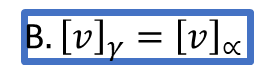 B. [v]ᵧ = [v]∝